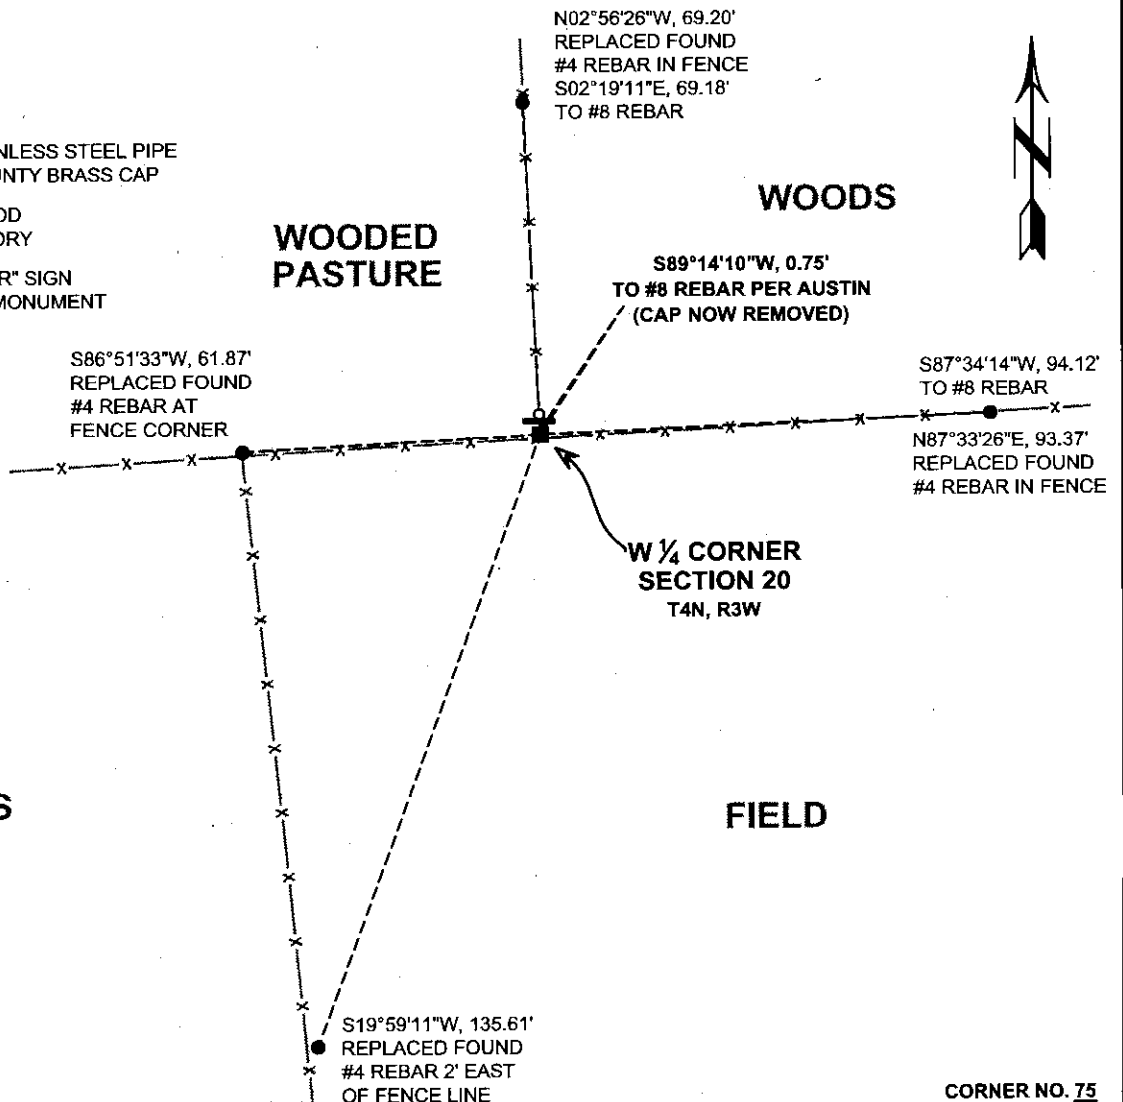 N02°56'26"W, 69.20'
REPLACED FOUND
#4 REBAR IN FENCE
S02°19'11"E, 69.18'
TO #8 REBAR
NLESS STEEL PIPE
UNTY BRASS CAP
OD
ORY
R" SIGN
MONUMENT
WOODED
PASTURE
WOODS
N
S89°14'10"W, 0.75'
TO #8 REBAR PER AUSTIN
(CAP NOW REMOVED)
S86°51'33"W, 61.87'
REPLACED FOUND
#4 REBAR AT
FENCE CORNER
S87°34'14"W, 94.12'
TO #8 REBAR
N87°33'26"E, 93.37'
REPLACED FOUND
#4 REBAR IN FENCE
W ¼ CORNER
SECTION 20
T4N, R3W
S
FIELD
S19°59'11"W, 135.61'
REPLACED FOUND
#4 REBAR 2' EAST
OF FENCE LINE
CORNER NO. 75